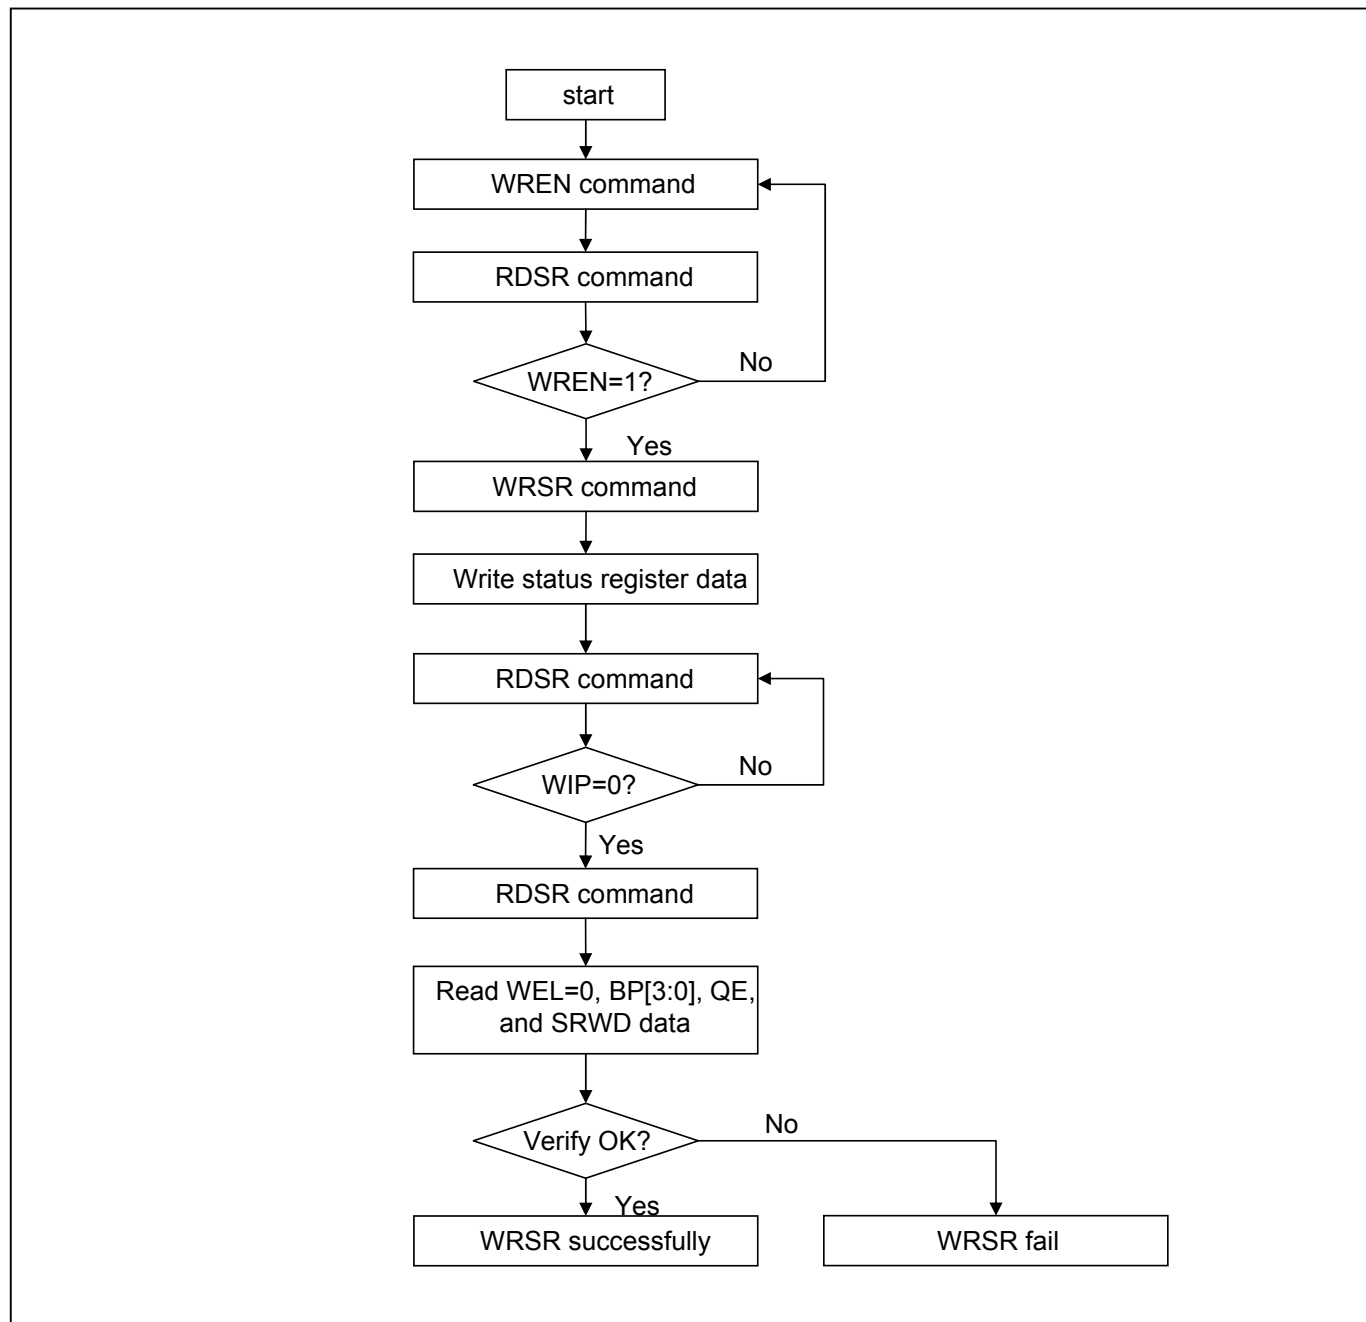 start
WREN command
RDSR command
WREN=1?
No
Yes
WRSR command
Write status register data
RDSR command
WIP=0?
No
Yes
RDSR command
Read WEL=0, BP[3:0], QE,
and SRWD data
Verify OK?
No
Yes
WRSR successfully
WRSR fail